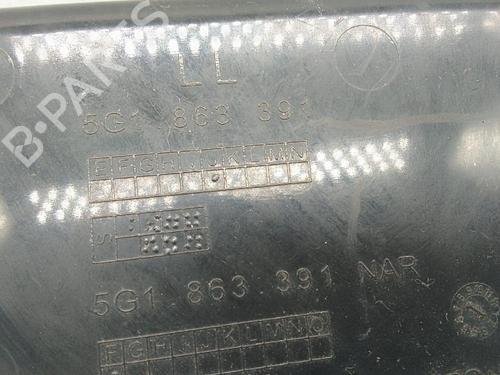 B-PARTS
LL
5G1 863 391
E F G H I J K L M N
S
5G1 863 391 NAR
F G H I J K L M N O